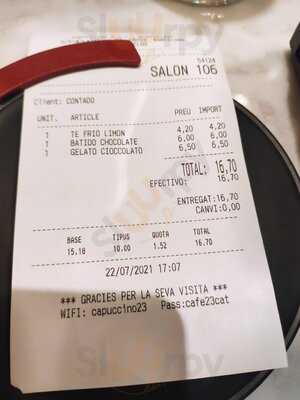 54124
SALON 106
Client: CONTADO
UNIT. ARTICLE PREU IMPORT
1 TE FRIO LIMON 4,20 4,20
1 BATIDO CHOCOLATE 6,00 6,00
1 GELATO CIOCCOLATO 6,50 6,50
TOTAL: 16,70
EFECTIVO: 16,70
ENTREGAT:16,70
CANVI:0,00
BASE TIPUS QUOTA TOTAL
15.18 10.00 1.52 16.70
22/07/2021 17:07
*** GRACIES PER LA SEVA VISITA ***
WIFI: capuccino23 Pass:cafe23cat